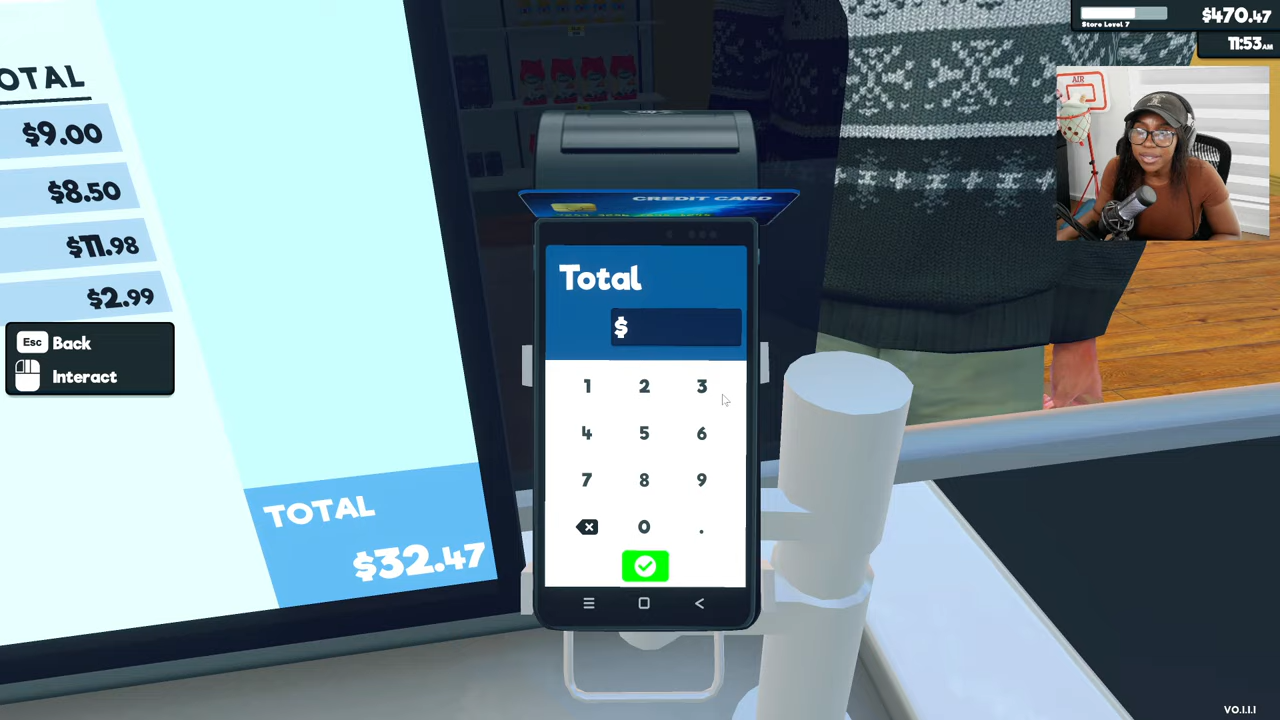 OTAL
$9.00
$8.50
$11.98
$2.99
Esc Back
Interact
TOTAL
$32.47
CREDIT CARD
Total
$
1 2 3
4 5 6
7 8 9
0 .
$470.47
Store Level 7
11:53AM
AIR
V0.1.1.1